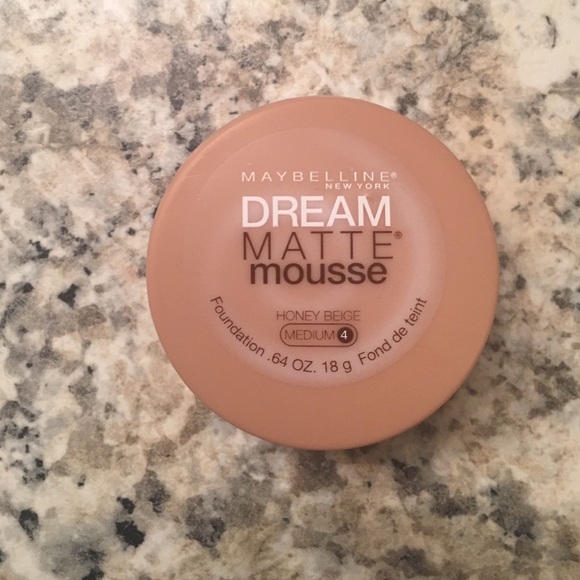 MAYBELLINE®
NEW YORK
DREAM
MATTE®
mousse
HONEY BEIGE
MEDIUM 4
Foundation .64 OZ. 18 g Fond de teint